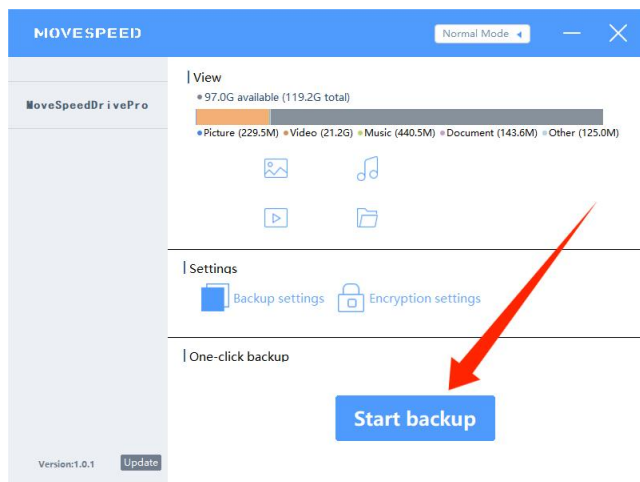 MOVESPEED
Normal Mode
MoveSpeedDrivePro
View
97.0G available (119.2G total)
Picture (229.5M) Video (21.2G) Music (440.5M) Document (143.6M) Other (125.0M)
Settings
Backup settings Encryption settings
One-click backup
Start backup
Version:1.0.1 Update